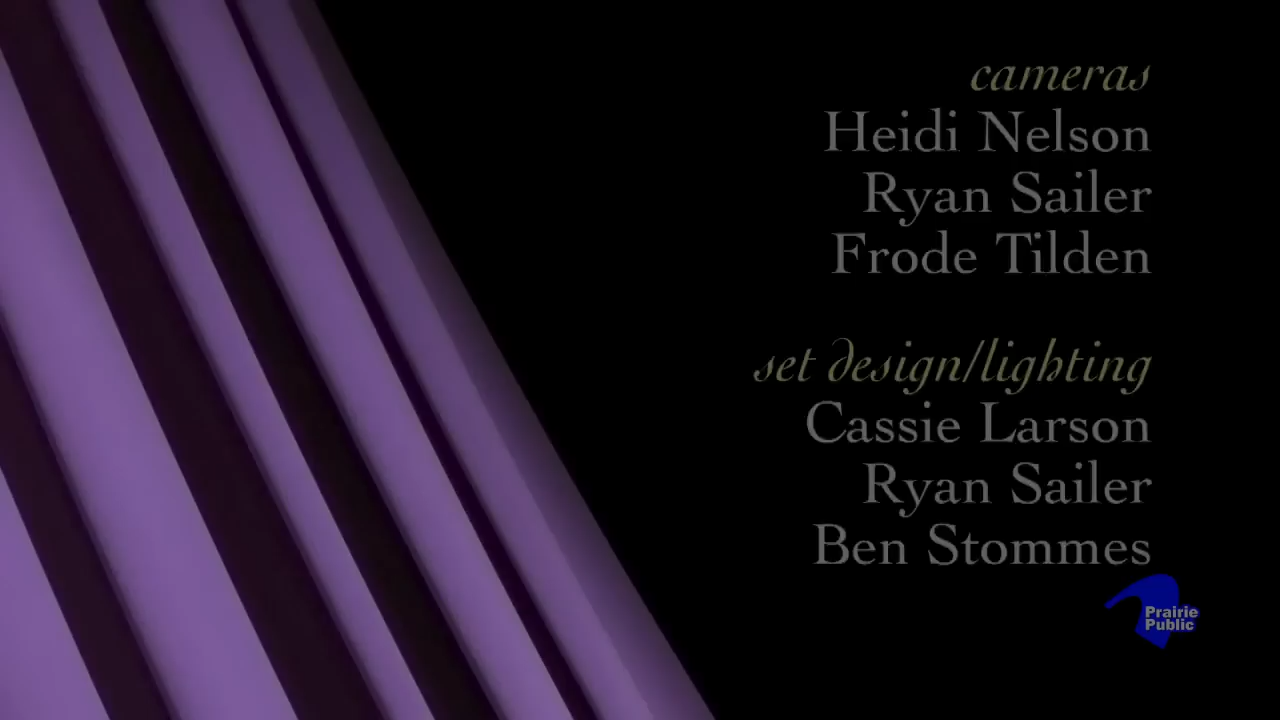 cameras
Heidi Nelson
Ryan Sailer
Frode Tilden
set design/lighting
Cassie Larson
Ryan Sailer
Ben Stommes
Prairie
Public